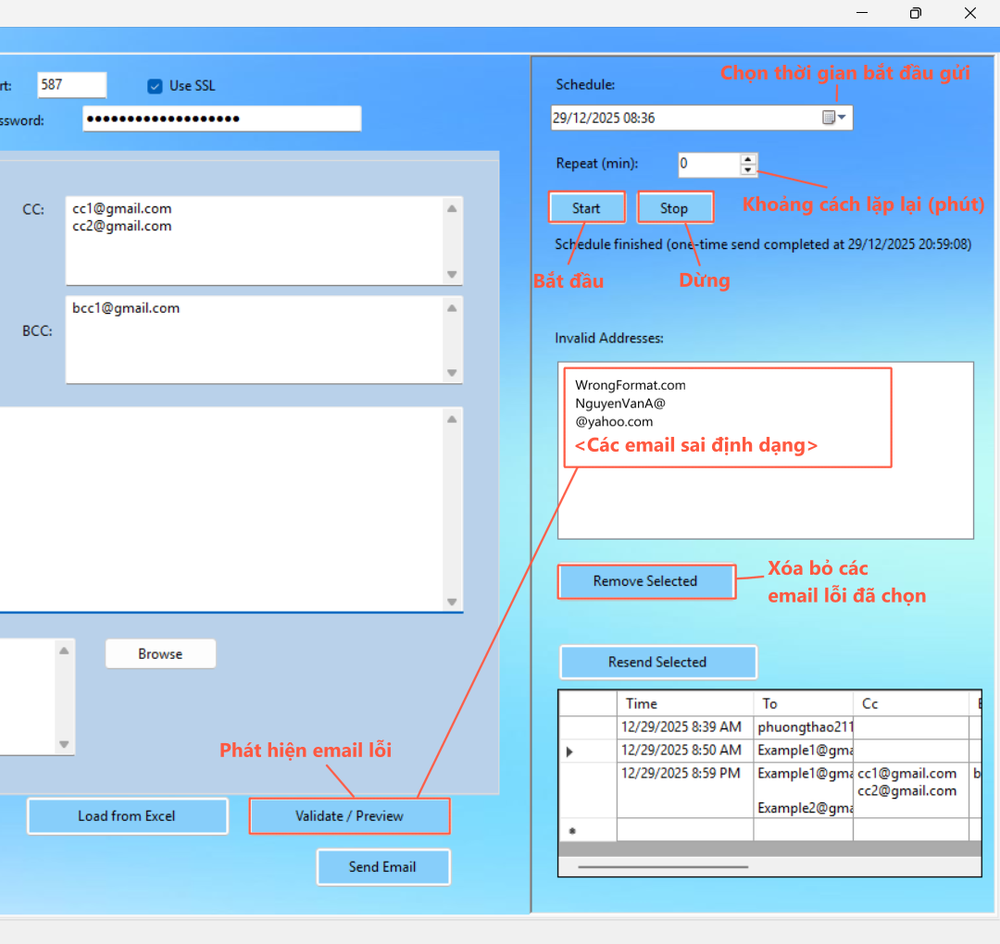 rt:
587
Use SSL
ssword:
CC:
cc1@gmail.com
cc2@gmail.com
BCC:
bcc1@gmail.com
Browse
Phát hiện email lỗi
Load from Excel
Validate / Preview
Send Email
Chọn thời gian bắt đầu gửi
Schedule:
29/12/2025 08:36
Repeat (min):
0
Khoảng cách lặp lại (phút)
Start
Stop
Schedule finished (one-time send completed at 29/12/2025 20:59:08)
Bắt đầu
Dừng
Invalid Addresses:
WrongFormat.com
NguyenVanA@
@yahoo.com
<Các email sai định dạng>
Remove Selected
Xóa bỏ các
email lỗi đã chọn
Resend Selected
Time To Cc
12/29/2025 8:39 AM phuongthao211
12/29/2025 8:50 AM Example1@gma
12/29/2025 8:59 PM Example1@gma cc1@gmail.com b
cc2@gmail.com
Example2@gma